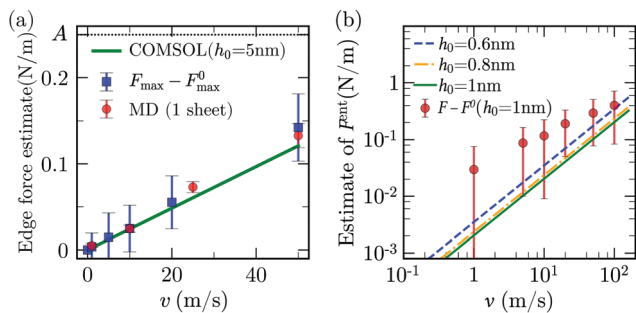 (a)
Edge force estimate(N/m)
A
0.2
0.1
0
COMSOL(h₀=5nm)
Fmax − F⁰max
MD (1 sheet)
0 20 40
v (m/s)
(b)
Estimate of Fᵉⁿᵗ(N/m)
1
10⁻¹
10⁻²
10⁻³
h₀=0.6nm
h₀=0.8nm
h₀=1nm
F−F⁰(h₀=1nm)
10⁻¹ 1 10¹ 10²
v (m/s)